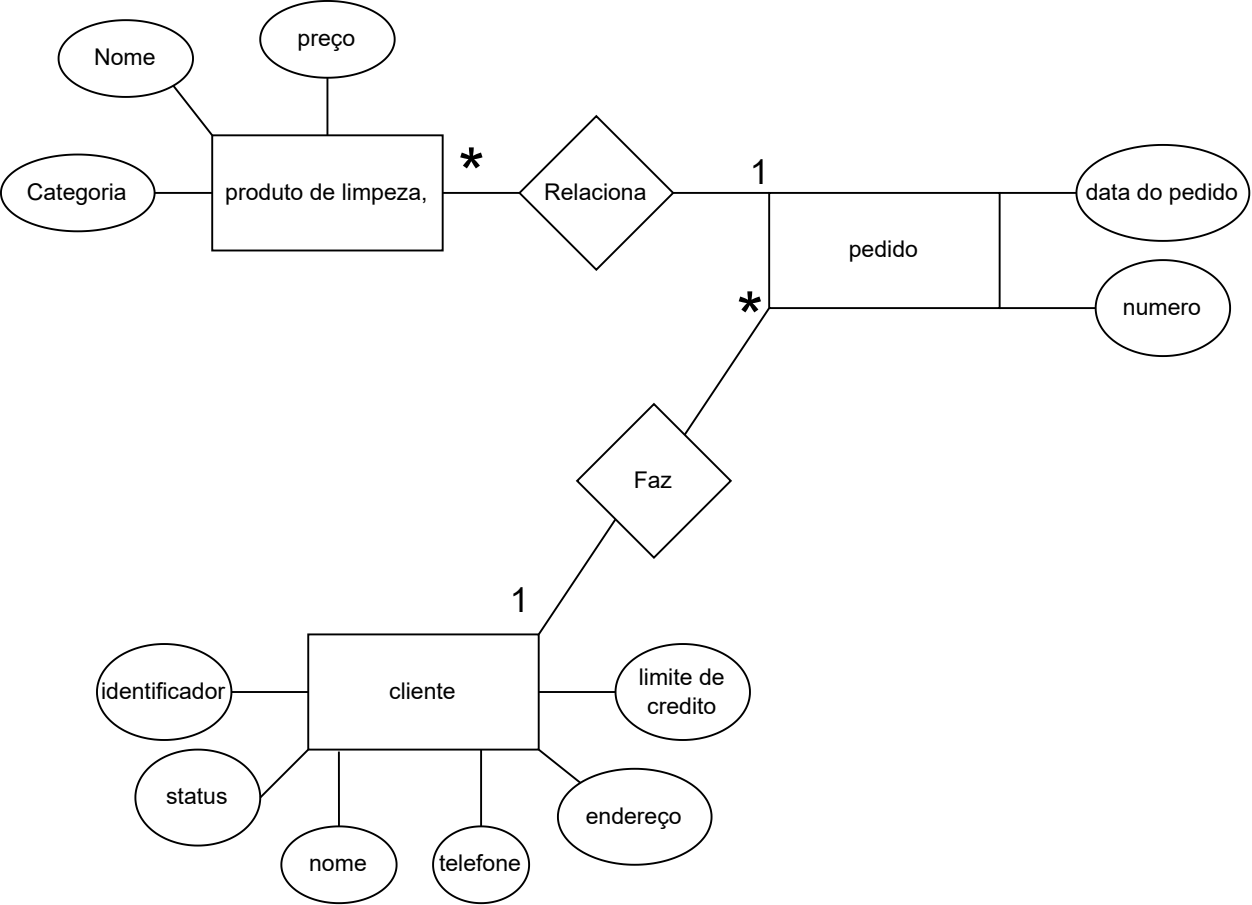 preço
Nome
Categoria
produto de limpeza,
*
Relaciona
1
data do pedido
pedido
*
numero
Faz
1
identificador
cliente
limite de
credito
status
endereço
nome
telefone